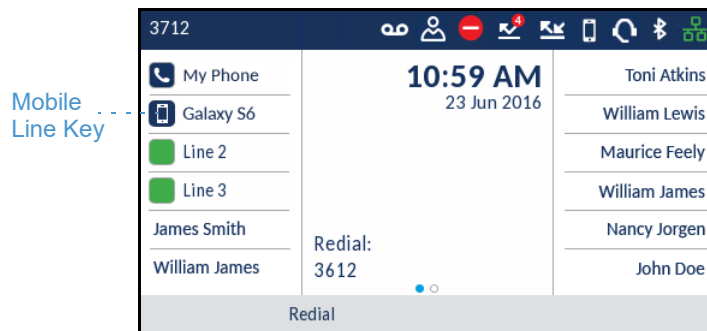 3712
4
Mobile
Line Key
My Phone
Galaxy S6
Line 2
Line 3
James Smith
William James
10:59 AM
23 Jun 2016
Redial:
3612
Toni Atkins
William Lewis
Maurice Feely
William James
Nancy Jorgen
John Doe
Redial